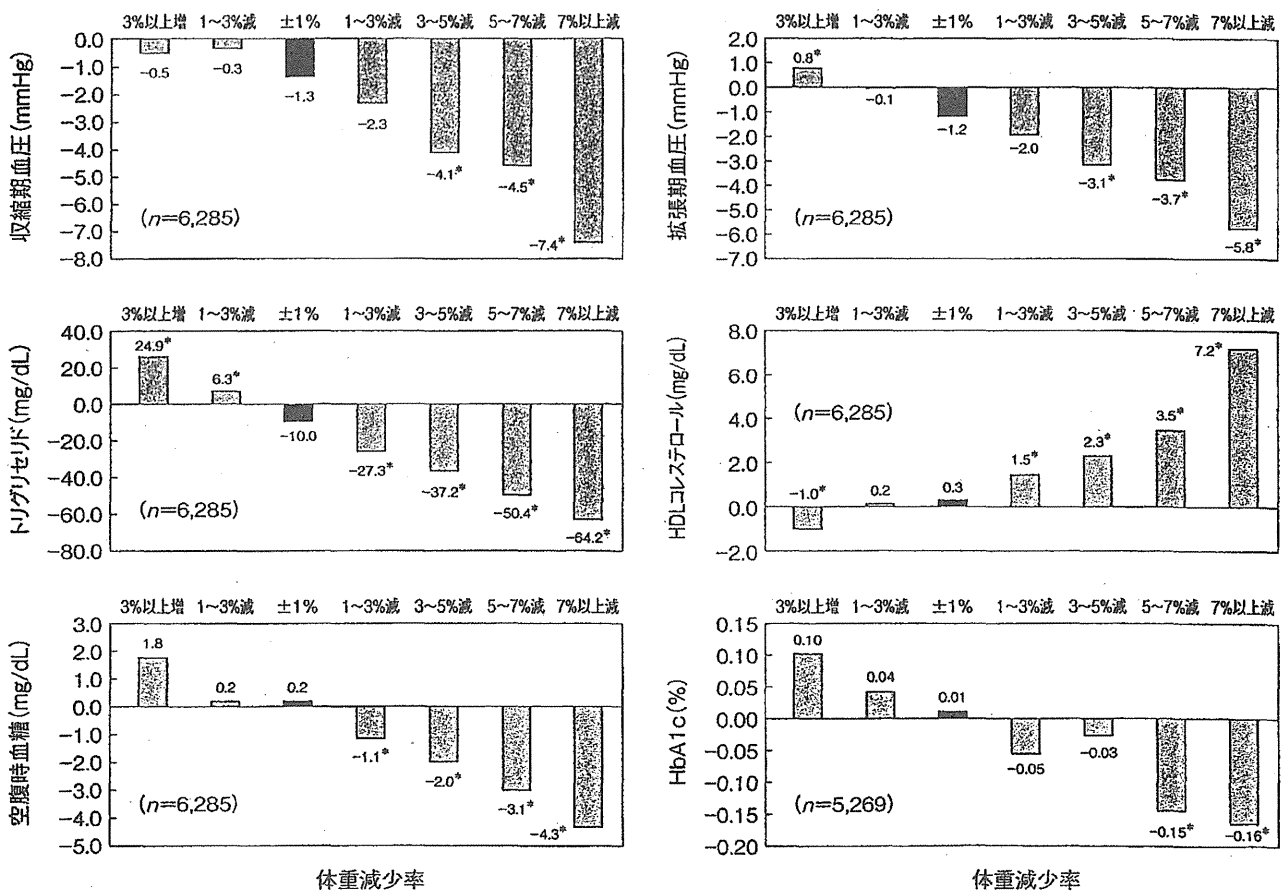 3%以上増 1～3%減 ±1% 1～3%減 3～5%減 5～7%減 7%以上減
収縮期血圧(mmHg)
0.0
−1.0
−2.0
−3.0
−4.0
−5.0
−6.0
−7.0
−8.0
−0.5 −0.3 −1.3 −2.3 −4.1* −4.5* −7.4*
(n=6,285)
3%以上増 1～3%減 ±1% 1～3%減 3～5%減 5～7%減 7%以上減
拡張期血圧(mmHg)
2.0
1.0
0.0
−1.0
−2.0
−3.0
−4.0
−5.0
−6.0
−7.0
0.8* −0.1 −1.2 −2.0 −3.1* −3.7* −5.8*
(n=6,285)
3%以上増 1～3%減 ±1% 1～3%減 3～5%減 5～7%減 7%以上減
トリグリセリド(mg/dL)
40.0
20.0
0.0
−20.0
−40.0
−60.0
−80.0
24.9* 6.3* −10.0 −27.3* −37.2* −50.4* −64.2*
(n=6,285)
3%以上増 1～3%減 ±1% 1～3%減 3～5%減 5～7%減 7%以上減
HDLコレステロール(mg/dL)
8.0
6.0
4.0
2.0
0.0
−2.0
−1.0* 0.2 0.3 1.5* 2.3* 3.5* 7.2*
(n=6,285)
3%以上増 1～3%減 ±1% 1～3%減 3～5%減 5～7%減 7%以上減
空腹時血糖(mg/dL)
3.0
2.0
1.0
0.0
−1.0
−2.0
−3.0
−4.0
−5.0
1.8 0.2 0.2 −1.1* −2.0* −3.1* −4.3*
(n=6,285)
体重減少率
3%以上増 1～3%減 ±1% 1～3%減 3～5%減 5～7%減 7%以上減
HbA1c(%)
0.15
0.10
0.05
0.00
−0.05
−0.10
−0.15
−0.20
0.10 0.04 0.01 −0.05 −0.03 −0.15* −0.16*
(n=5,269)
体重減少率